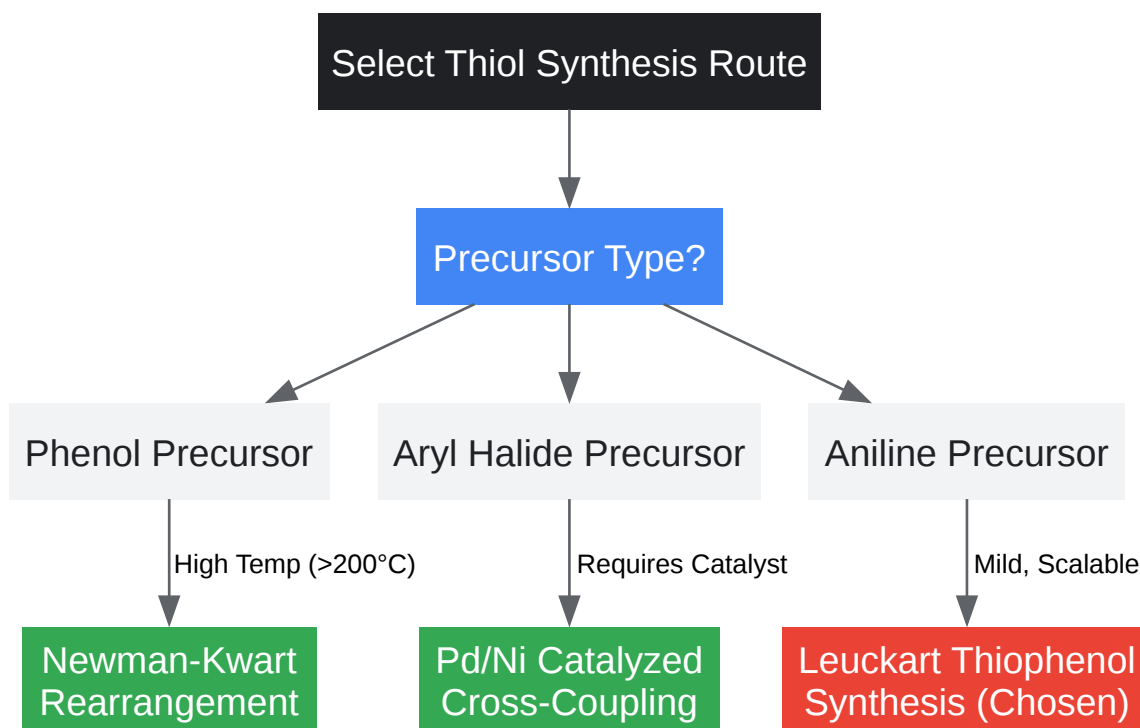 Select Thiol Synthesis Route
Precursor Type?
Phenol Precursor
Aryl Halide Precursor
Aniline Precursor
High Temp (>200°C)
Requires Catalyst
Mild, Scalable
Newman-Kwart
Rearrangement
Pd/Ni Catalyzed
Cross-Coupling
Leuckart Thiophenol
Synthesis (Chosen)